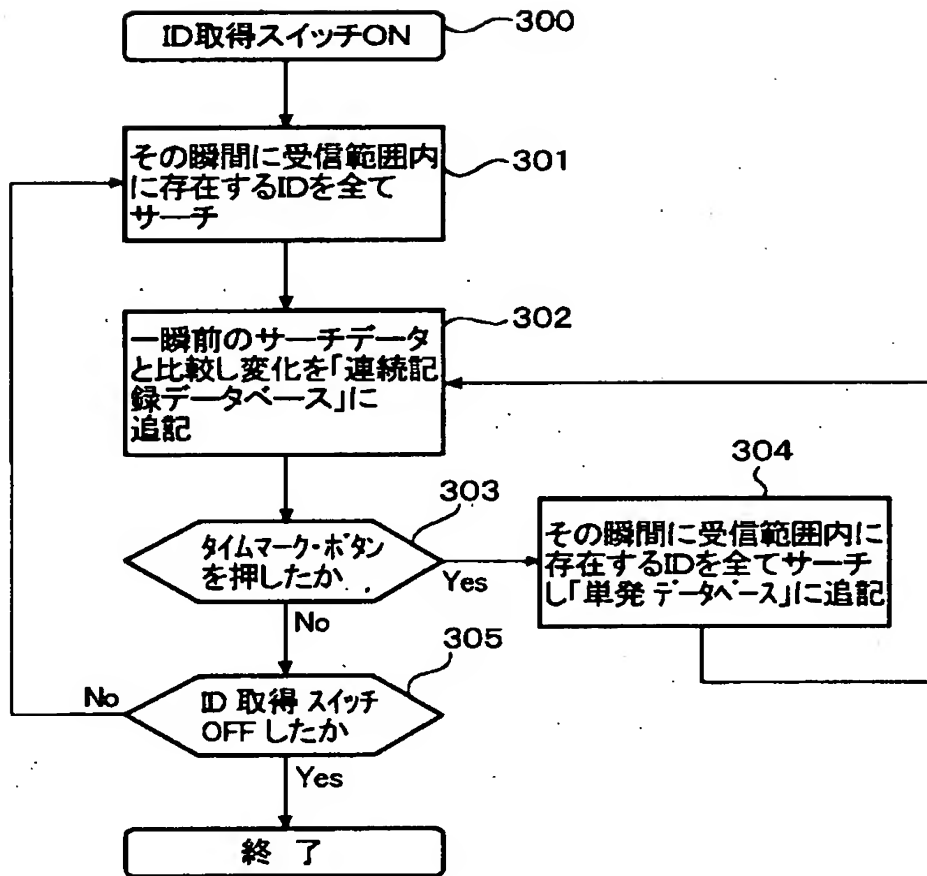 ID取得スイッチON
300
その瞬間に受信範囲内
に存在するIDを全て
サーチ
301
一瞬前のサーチデータ
と比較し変化を「連続記
録データベース」に
追記
302
タイムマーク・ボタン
を押したか
303
Yes
No
304
その瞬間に受信範囲内に
存在するIDを全てサーチ
し「単発データベース」に追記
ID 取得 スイッチ
OFF したか
305
No
Yes
終 了